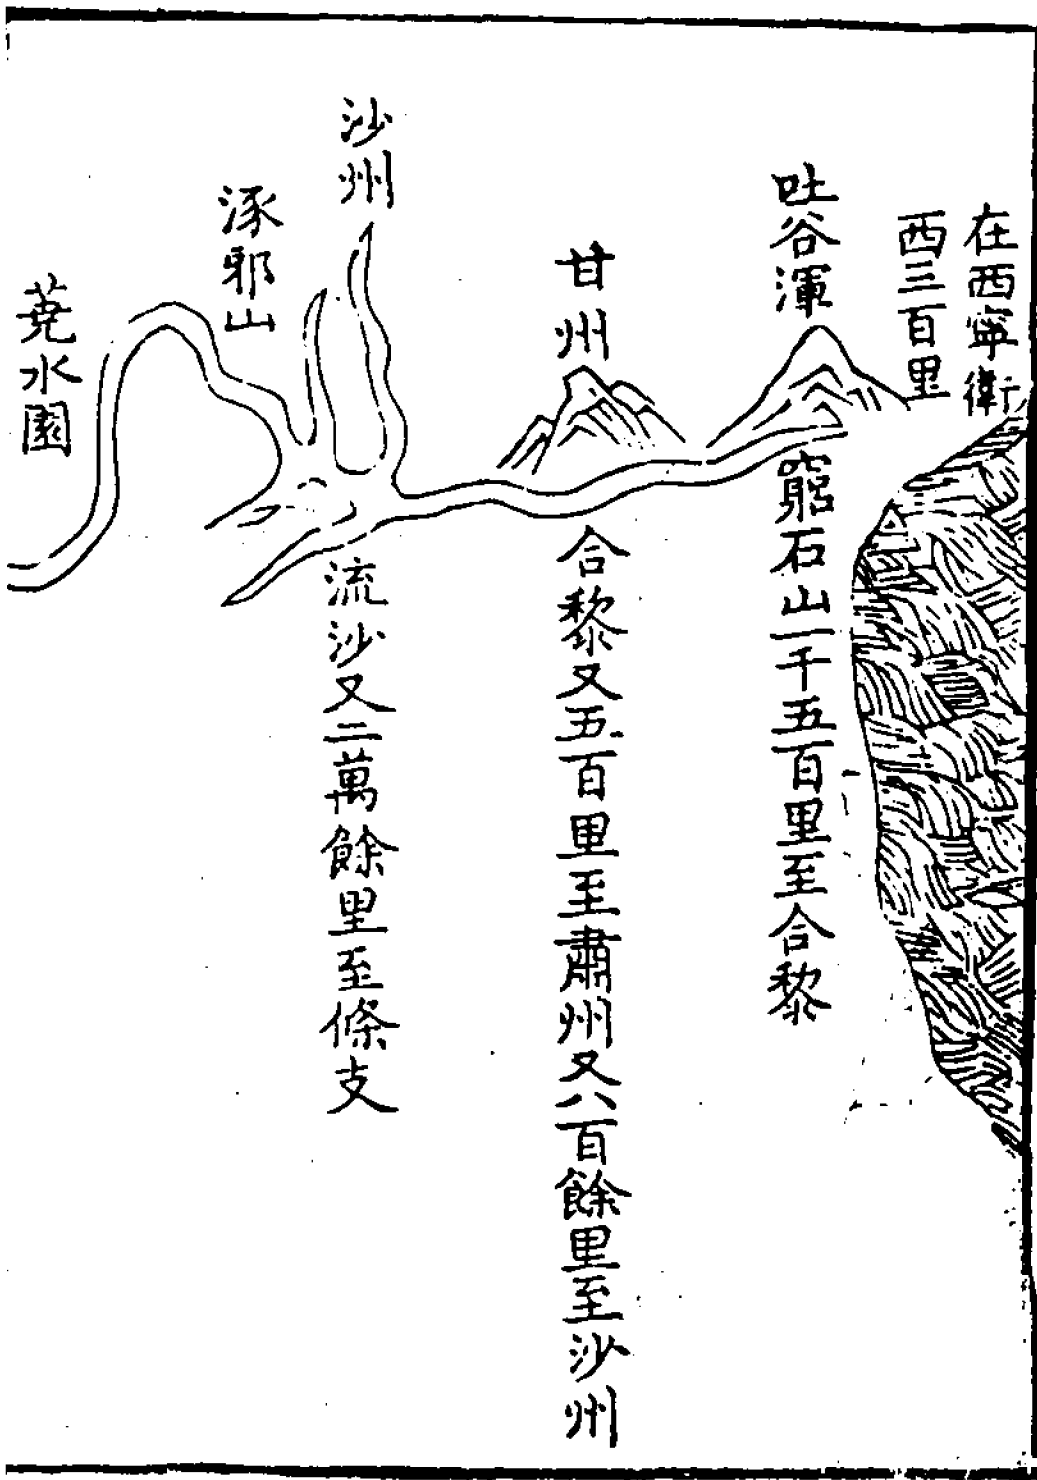 在西寧衛
西三百里
吐谷渾
窮石山一千五百里至合黎
甘州
合黎又五百里至肅州又八百餘里至沙州
沙州
流沙又二萬餘里至條支
涿邪山
水園